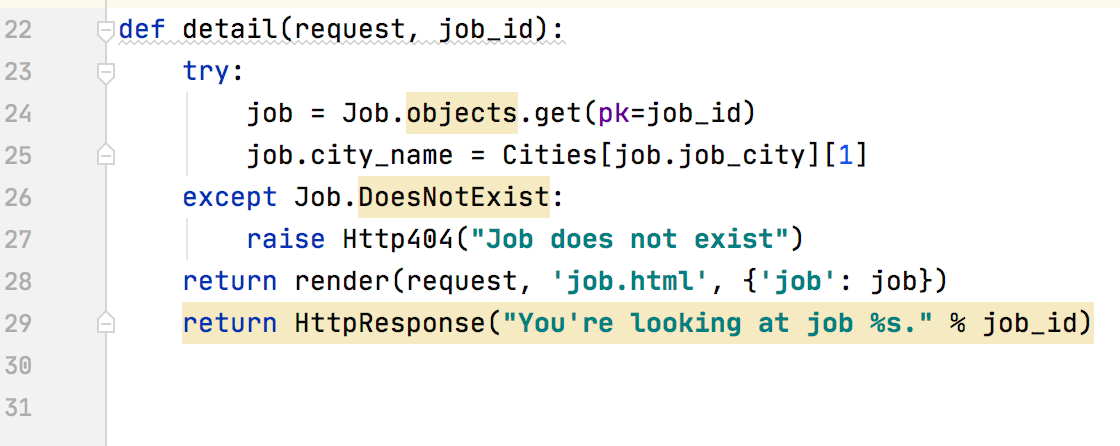 22 def detail(request, job_id):
23     try:
24         job = Job.objects.get(pk=job_id)
25         job.city_name = Cities[job.job_city][1]
26     except Job.DoesNotExist:
27         raise Http404("Job does not exist")
28     return render(request, 'job.html', {'job': job})
29     return HttpResponse("You're looking at job %s." % job_id)
30
31